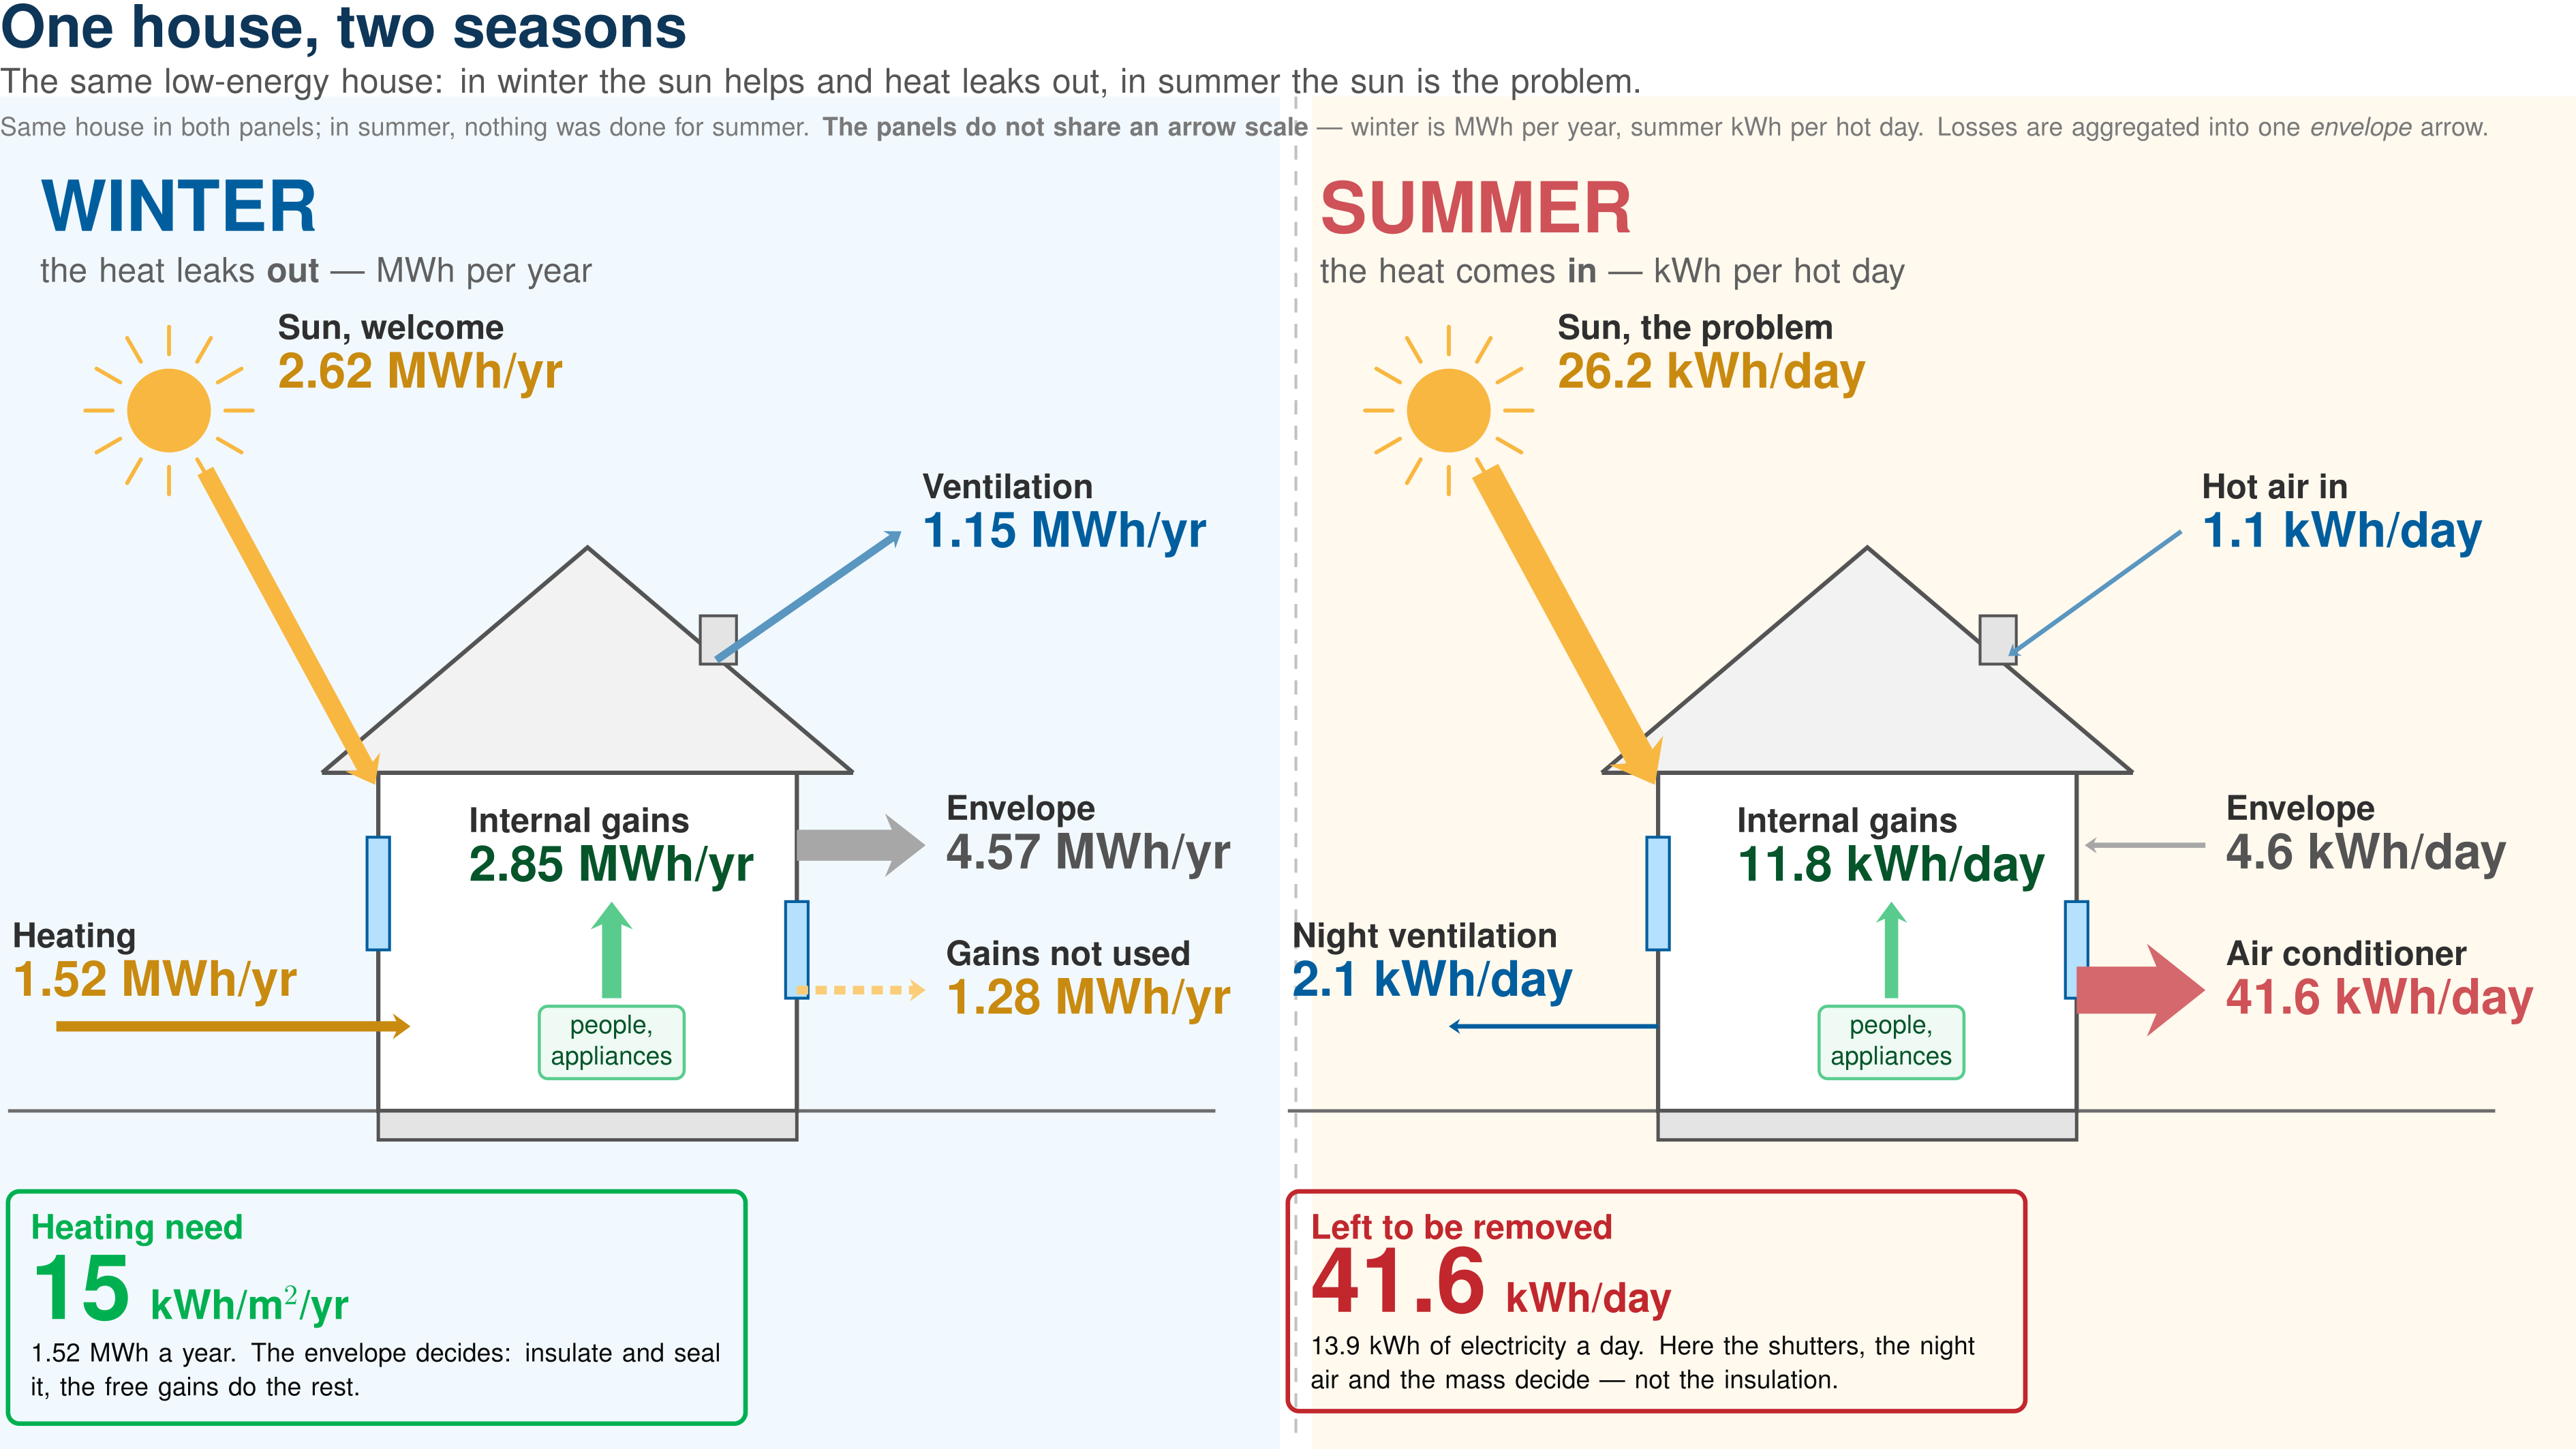 One house, two seasons
The same low-energy house: in winter the sun helps and heat leaks out, in summer the sun is the problem.
Same house in both panels; in summer, nothing was done for summer. The panels do not share an arrow scale — winter is MWh per year, summer kWh per hot day. Losses are aggregated into one envelope arrow.
WINTER
the heat leaks out — MWh per year
Sun, welcome
2.62 MWh/yr
Ventilation
1.15 MWh/yr
Internal gains
2.85 MWh/yr
Envelope
4.57 MWh/yr
Heating
1.52 MWh/yr
Gains not used
1.28 MWh/yr
people,
appliances
Heating need
15 kWh/m²/yr
1.52 MWh a year. The envelope decides: insulate and seal
it, the free gains do the rest.
SUMMER
the heat comes in — kWh per hot day
Sun, the problem
26.2 kWh/day
Hot air in
1.1 kWh/day
Internal gains
11.8 kWh/day
Envelope
4.6 kWh/day
Night ventilation
2.1 kWh/day
Air conditioner
41.6 kWh/day
people,
appliances
Left to be removed
41.6 kWh/day
13.9 kWh of electricity a day. Here the shutters, the night
air and the mass decide — not the insulation.